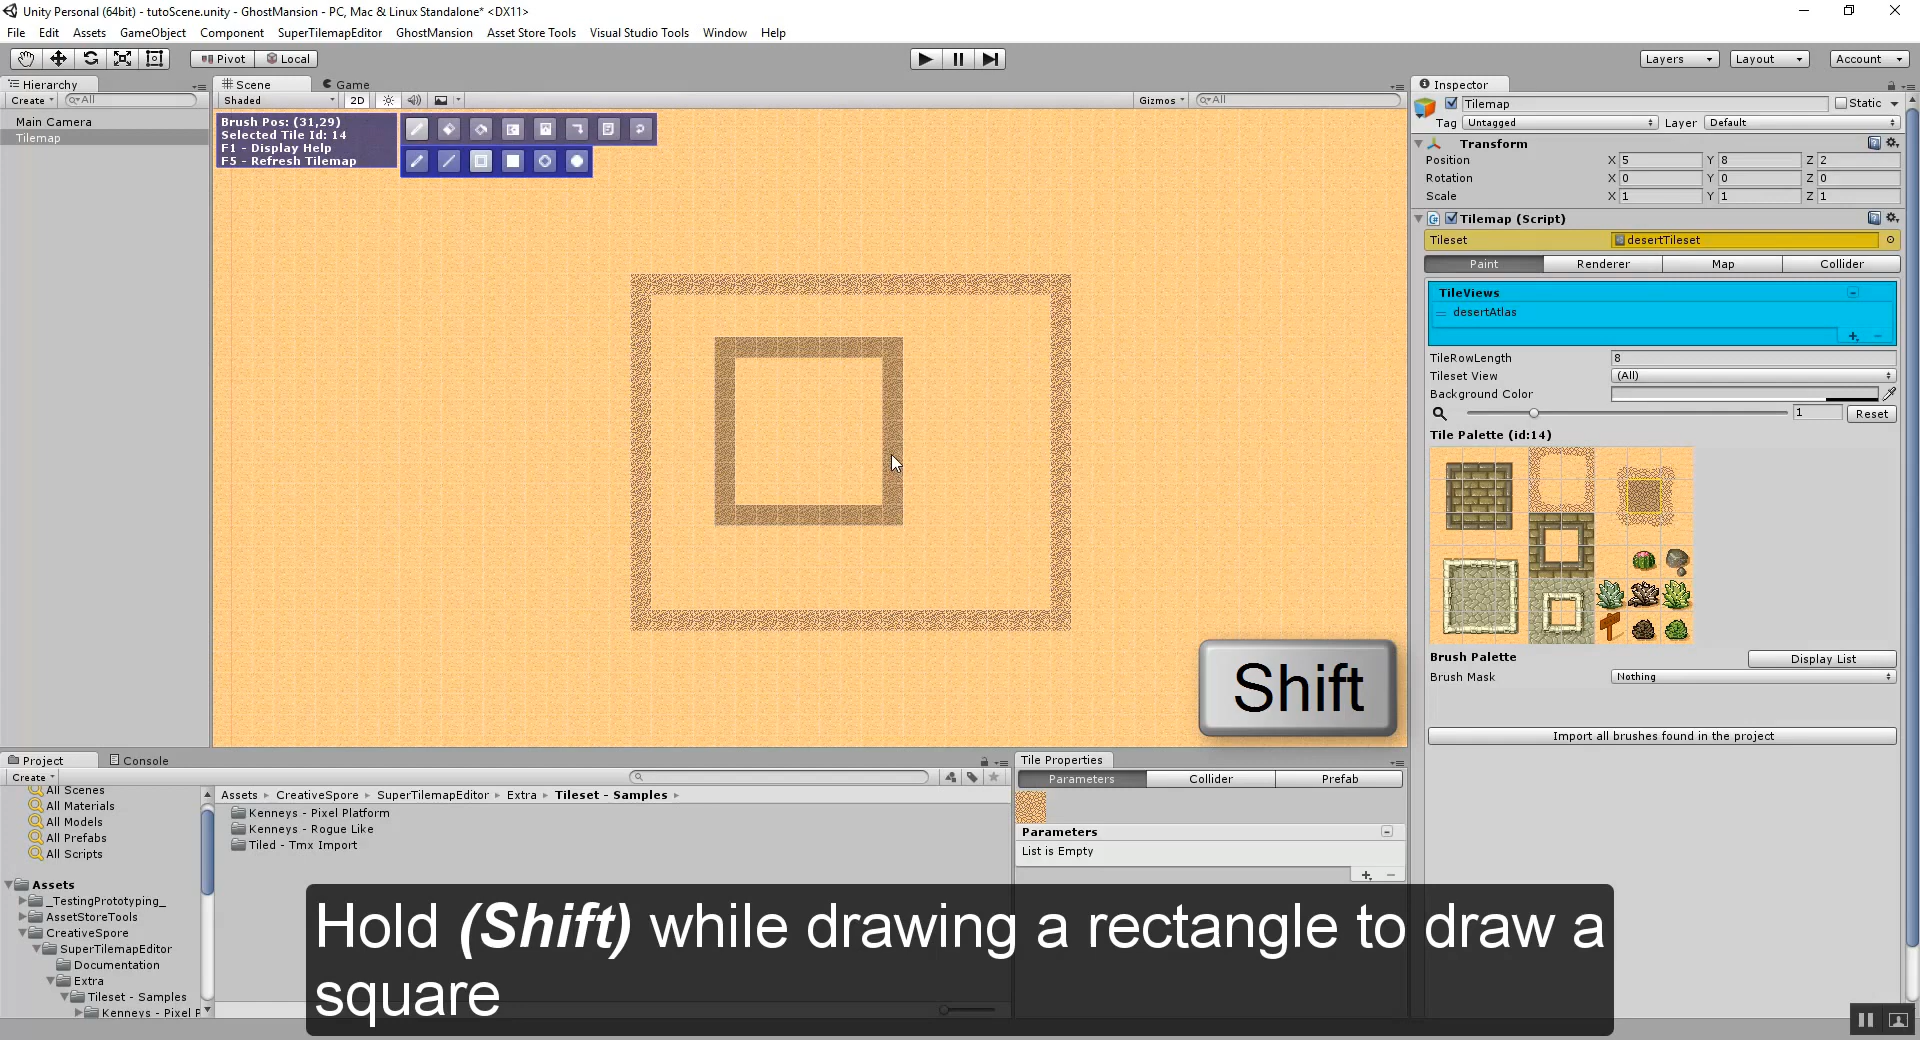 Unity Personal (64bit) - tutoScene.unity - GhostMansion - PC, Mac & Linux Standalone* <DX11>
File Edit Assets GameObject Component SuperTilemapEditor GhostMansion Asset Store Tools Visual Studio Tools Window Help
Pivot Local Layers Layout Account
Hierarchy
Create All
Main Camera
Tilemap
Scene Game
Shaded 2D Gizmos All
Brush Pos: (31,29)
Selected Tile Id: 14
F1 - Display Help
F5 - Refresh Tilemap
Shift
Inspector
Tilemap Static
Tag Untagged Layer Default
Transform
Position X 5 Y 8 Z 2
Rotation X 0 Y 0 Z 0
Scale X 1 Y 1 Z 1
Tilemap (Script)
Tileset desertTileset
Paint Renderer Map Collider
TileViews
desertAtlas
TileRowLength 8
Tileset View (All)
Background Color
1 Reset
Tile Palette (id:14)
Brush Palette Display List
Brush Mask Nothing
Import all brushes found in the project
Project Console
Create
All Scenes
All Materials
All Models
All Prefabs
All Scripts
Assets
_TestingPrototyping_
AssetStoreTools
CreativeSpore
SuperTilemapEditor
Documentation
Extra
Tileset - Samples
Kenneys - Pixel P
Assets CreativeSpore SuperTilemapEditor Extra Tileset - Samples
Kenneys - Pixel Platform
Kenneys - Rogue Like
Tiled - Tmx Import
Tile Properties
Parameters Collider Prefab
Parameters
List is Empty
Hold (Shift) while drawing a rectangle to draw a
square